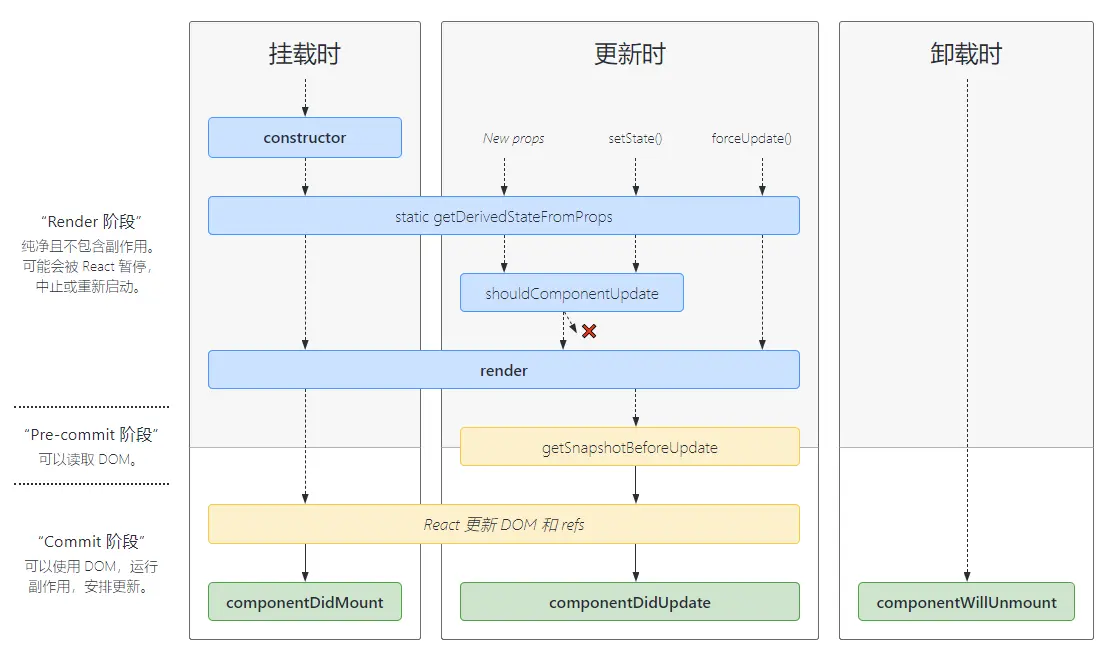 挂载时
更新时
卸载时
constructor
New props
setState()
forceUpdate()
static getDerivedStateFromProps
“Render 阶段”
纯净且不包含副作用。
可能会被 React 暂停，
中止或重新启动。
shouldComponentUpdate
render
“Pre-commit 阶段”
可以读取 DOM。
getSnapshotBeforeUpdate
React 更新 DOM 和 refs
“Commit 阶段”
可以使用 DOM，运行
副作用，安排更新。
componentDidMount
componentDidUpdate
componentWillUnmount